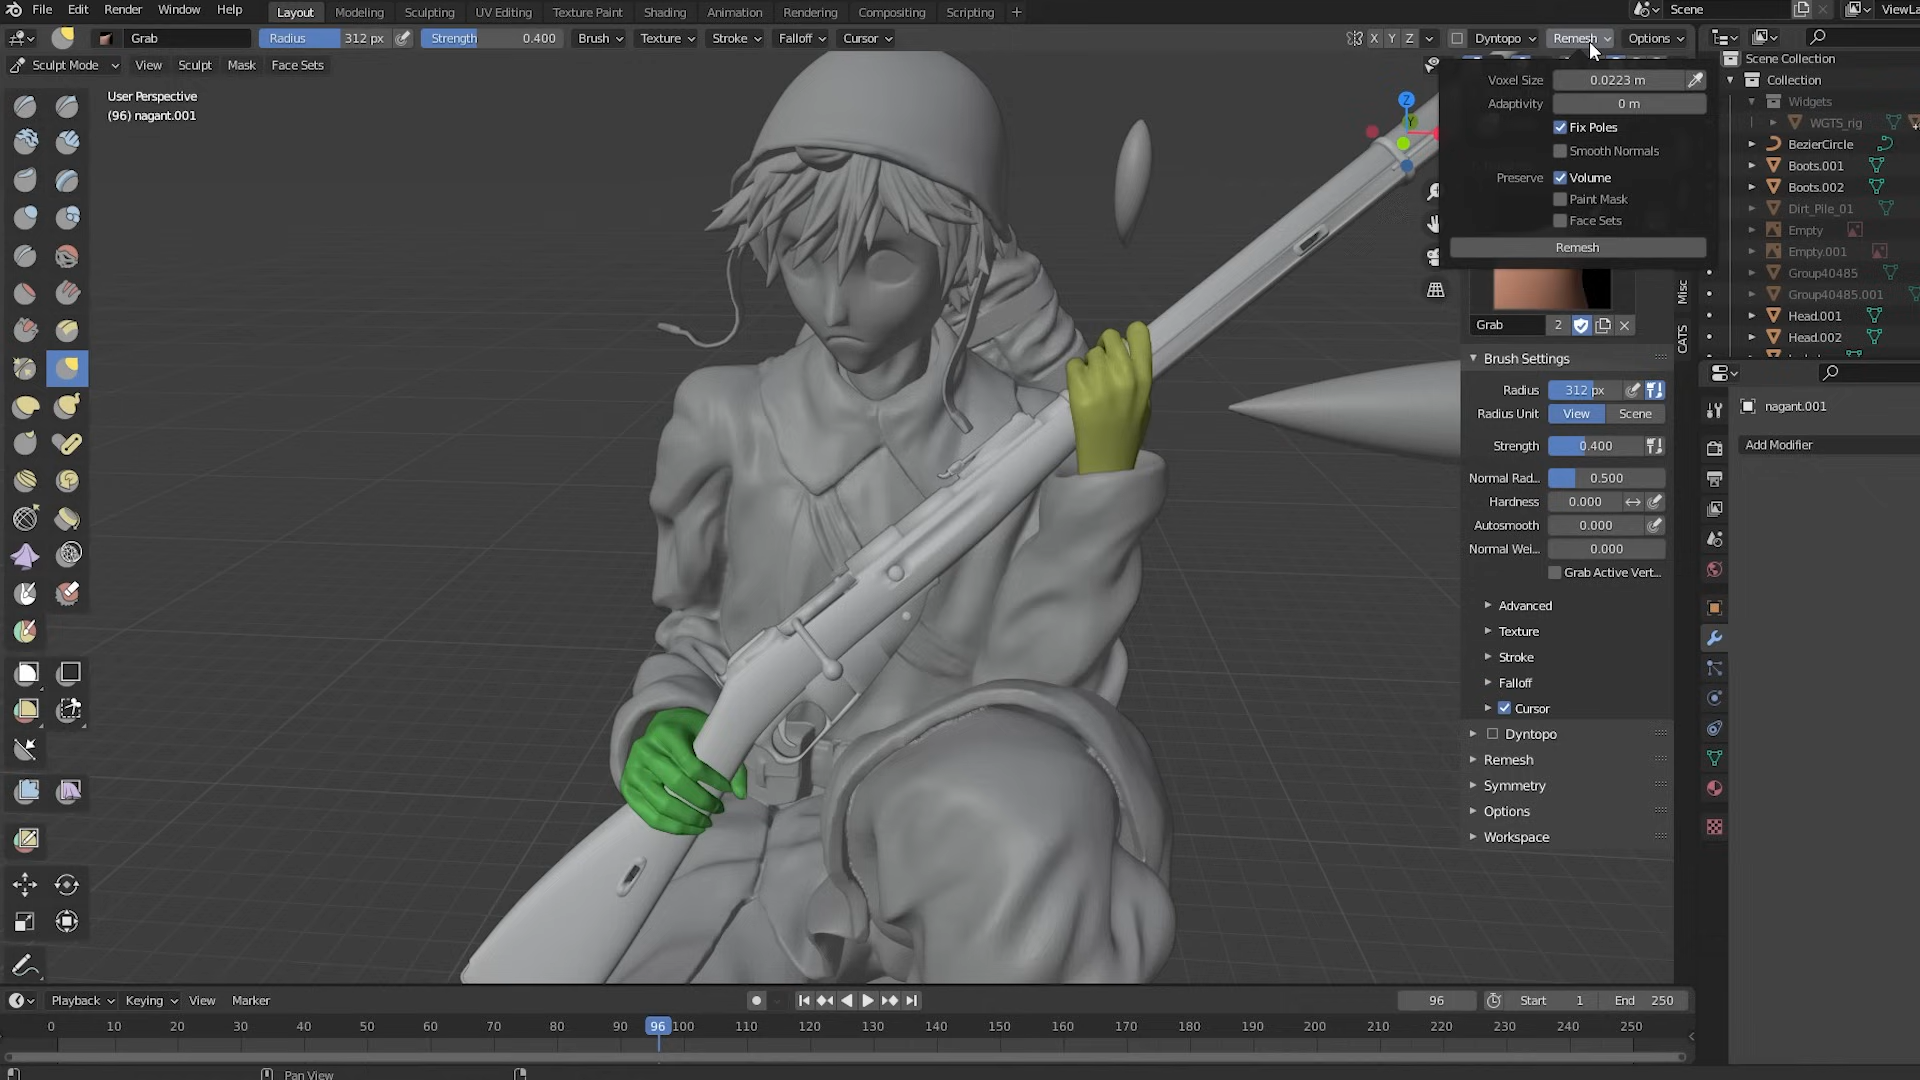 File Edit Render Window Help Layout Modeling Sculpting UV Editing Texture Paint Shading Animation Rendering Compositing Scripting + Scene
Grab Radius 312 px Strength 0.400 Brush Texture Stroke Falloff Cursor X Y Z Dyntopo Remesh Options
Sculpt Mode View Sculpt Mask Face Sets
User Perspective
(96) nagant.001
Z
Y
Voxel Size 0.0223 m
Adaptivity 0 m
Fix Poles
Smooth Normals
Preserve Volume
Paint Mask
Face Sets
Remesh
Grab 2
Misc
CATS
Brush Settings
Radius 312 px
Radius Unit View Scene
Strength 0.400
Normal Rad... 0.500
Hardness 0.000
Autosmooth 0.000
Normal Wei... 0.000
Grab Active Vert...
Advanced
Texture
Stroke
Falloff
Cursor
Dyntopo
Remesh
Symmetry
Options
Workspace
Scene Collection
Collection
Widgets
WGTS_rig
BezierCircle
Boots.001
Boots.002
Dirt_Pile_01
Empty
Empty.001
Group40485
Group40485.001
Head.001
Head.002
nagant.001
Add Modifier
Playback Keying View Marker 96 Start 1 End 250
0 10 20 30 40 50 60 70 80 90 96 100 110 120 130 140 150 160 170 180 190 200 210 220 230 240 250
Pan View